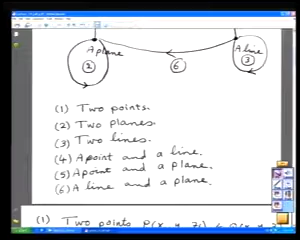 A plane
A line
2
6
3
(1) Two points.
(2) Two planes.
(3) Two lines.
(4) A point and a line.
(5) A point and a plane.
(6) A line and a plane.
(1) Two points